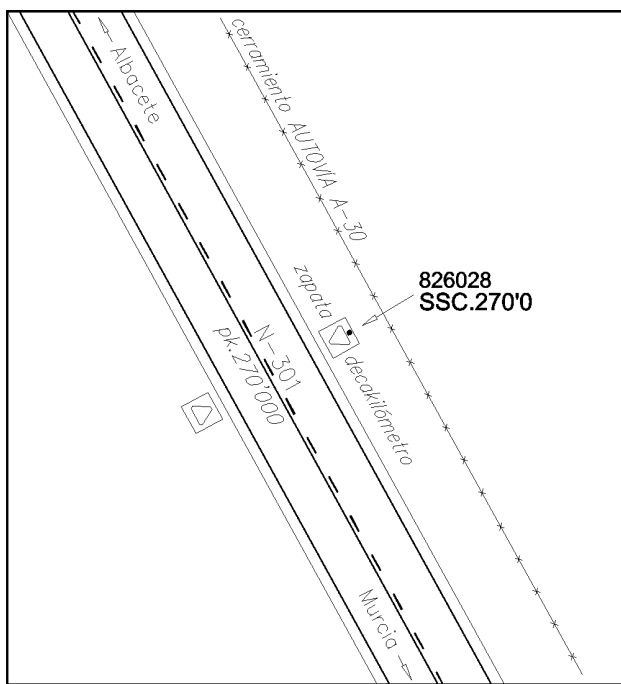 cerramiento AUTOVÍA A-30
← Albacete
826028
SSC.270'0
zapata
decakilómetro
N-301
pk.270'000
Murcia →